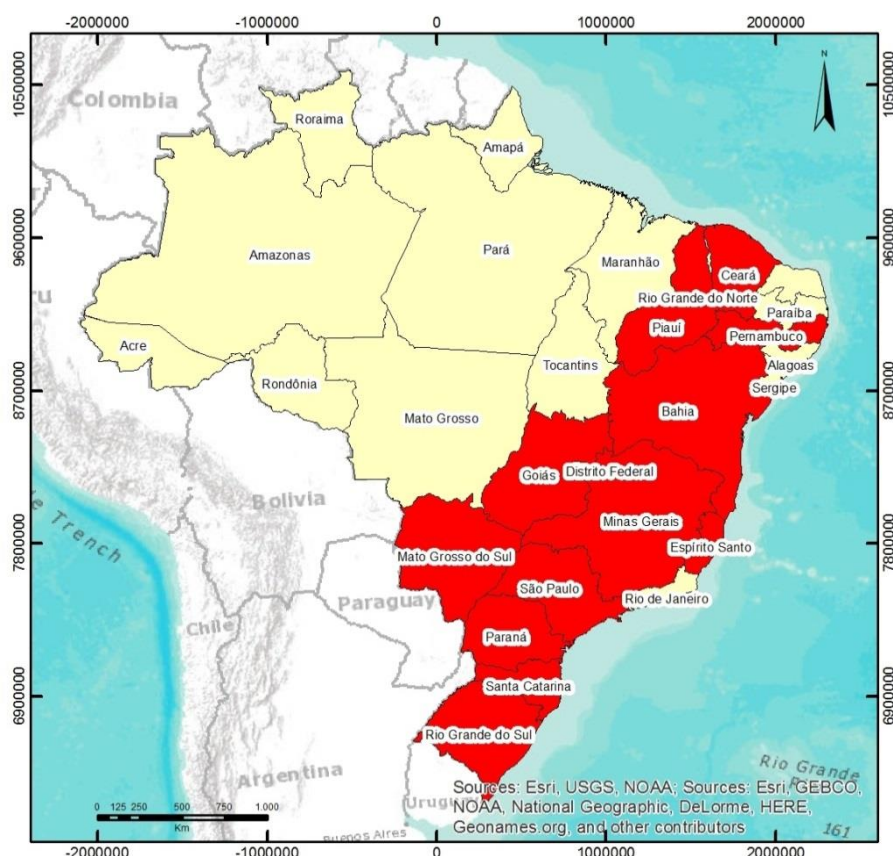 -2000000 -1000000 0 1000000 2000000
10500000
10500000
N
Colombia
Roraima
Amapá
9600000
9600000
Amazonas
Pará
Maranhão
Ceará
Rio Grande do Norte
Paraíba
Piauí
Pernambuco
Acre
Alagoas
Rondônia
Tocantins
Sergipe
8700000
8700000
Mato Grosso
Bahia
Goiás
Distrito Federal
Bolivia
Minas Gerais
Trench
Mato Grosso do Sul
Espírito Santo
7800000
7800000
São Paulo
Rio de Janeiro
Paraguay
Chile
Paraná
Santa Catarina
6900000
6900000
Rio Grande do Sul
Rio Grande
Argentina
Sources: Esri, USGS, NOAA; Sources: Esri, GEBCO,
NOAA, National Geographic, DeLorme, HERE,
Geonames.org, and other contributors
0 125 250 500 750 1.000
Km
Buenos Aires
161
-2000000 -1000000 0 1000000 2000000